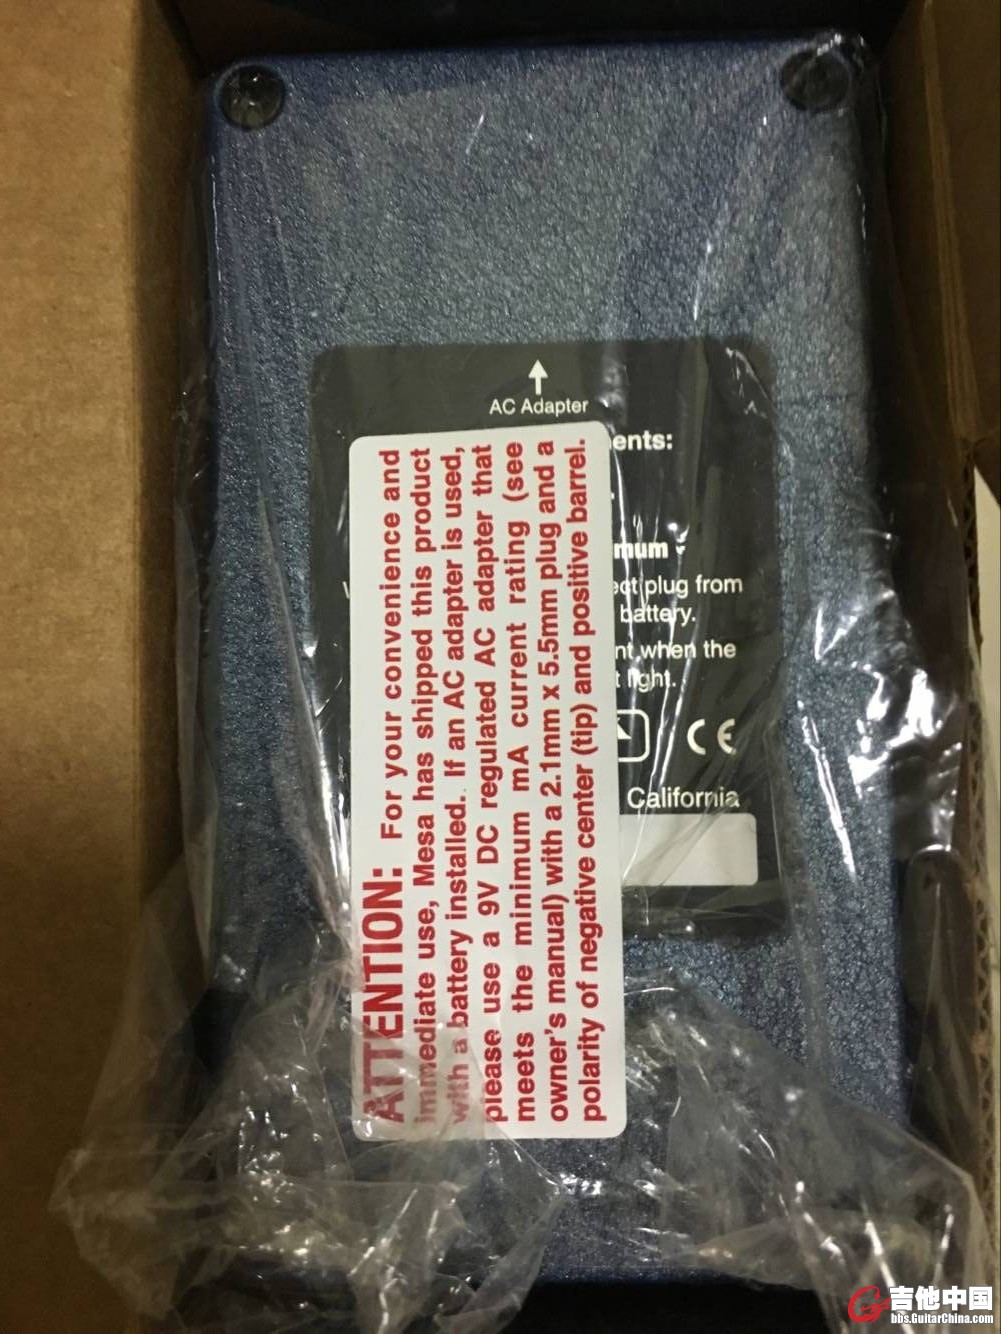 AC Adapter
ents:
mum -
ect plug from
battery.
nt when the
t light.
CE
California
ATTENTION: For your convenience and
immediate use, Mesa has shipped this product
with a battery installed. If an AC adapter is used,
please use a 9V DC regulated AC adapter that
meets the minimum mA current rating (see
owner's manual) with a 2.1mm x 5.5mm plug and a
polarity of negative center (tip) and positive barrel.
吉他中国
bbs.GuitarChina.com